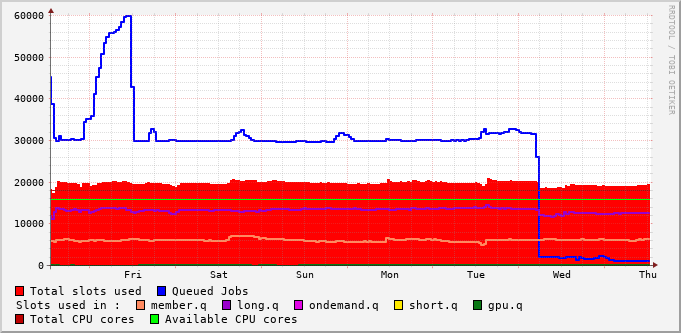 60000
50000
40000
30000
20000
10000
0
Fri Sat Sun Mon Tue Wed Thu
RRDTOOL / TOBI OETIKER
Total slots used Queued Jobs
Slots used in : member.q long.q ondemand.q short.q gpu.q
Total CPU cores Available CPU cores